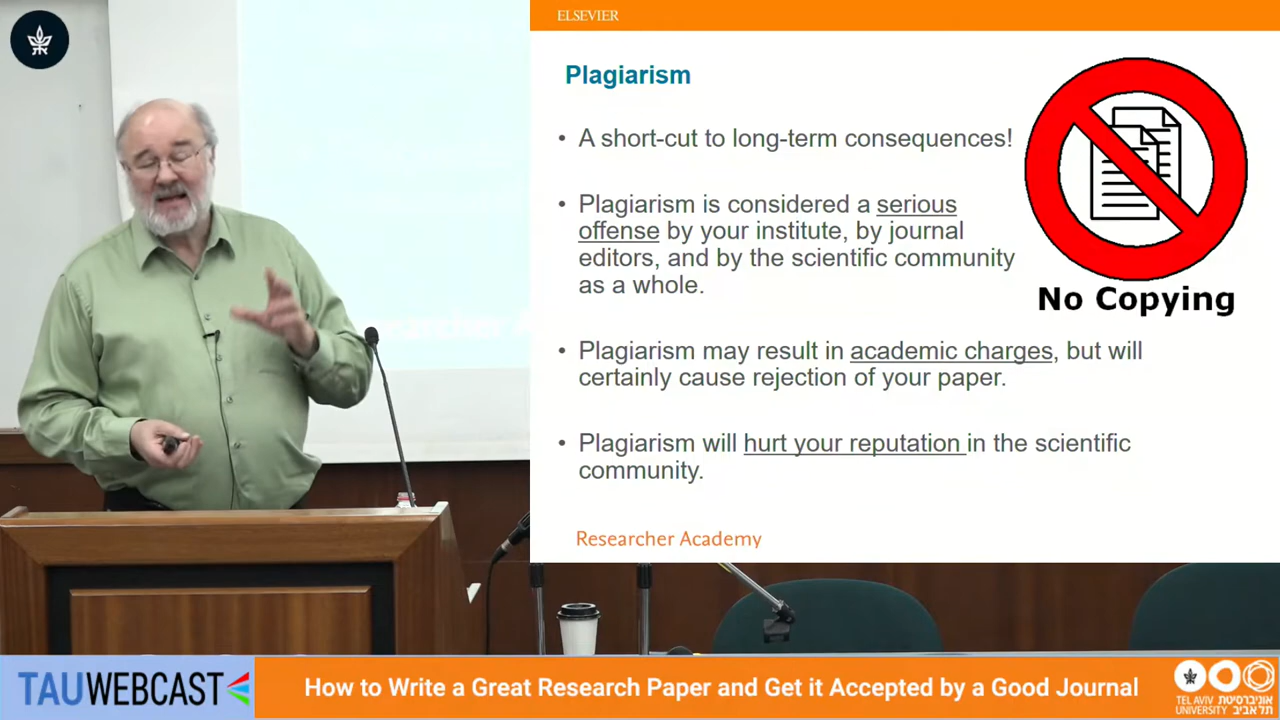 ELSEVIER
Plagiarism
• A short-cut to long-term consequences!
• Plagiarism is considered a serious
offense by your institute, by journal
editors, and by the scientific community
as a whole.
No Copying
• Plagiarism may result in academic charges, but will
certainly cause rejection of your paper.
• Plagiarism will hurt your reputation in the scientific
community.
Researcher Academy
TAUWEBCAST
How to Write a Great Research Paper and Get it Accepted by a Good Journal
TEL AVIV אוניברסיטת
UNIVERSITY תל אביב